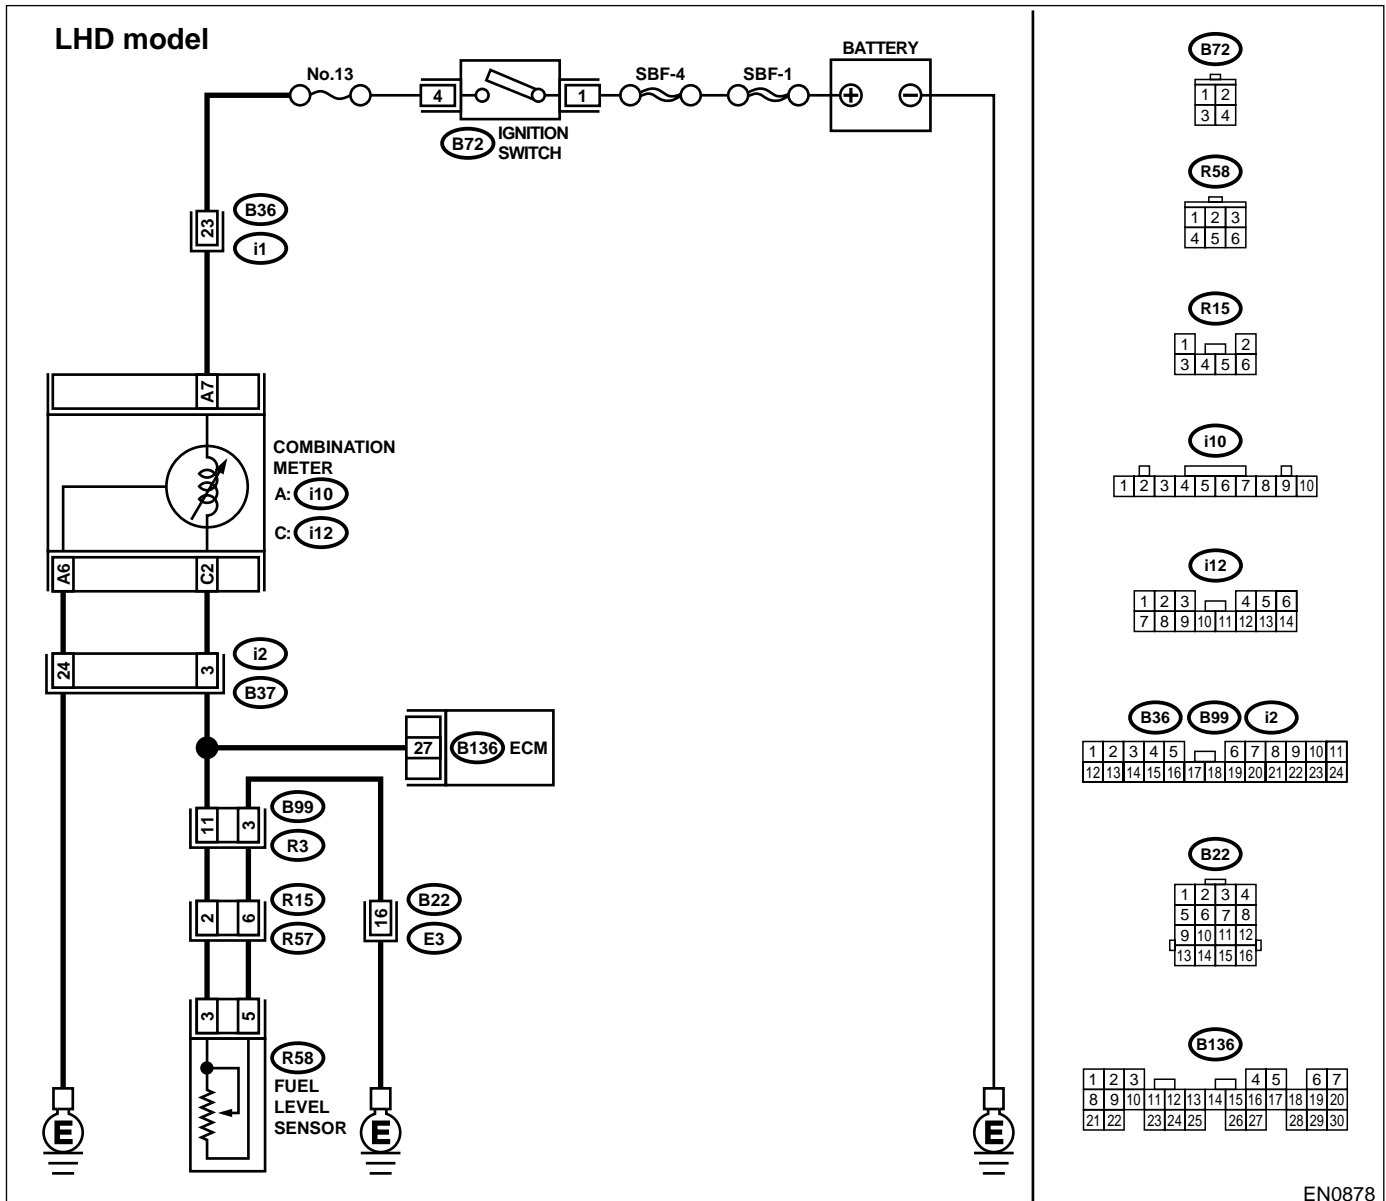 LHD model
No.13
4
1
SBF-4
SBF-1
BATTERY
B72 IGNITION
SWITCH
23
B36
i1
A7
COMBINATION
METER
A: i10
C: i12
A6
C2
24
3
i2
B37
27 B136 ECM
11
3
B99
R3
2
6
R15
R57
16
B22
E3
3
5
R58
FUEL
LEVEL
SENSOR
E
E
E
B72
1 2
3 4
R58
1 2 3
4 5 6
R15
1 2
3 4 5 6
i10
1 2 3 4 5 6 7 8 9 10
i12
1 2 3 4 5 6
7 8 9 10 11 12 13 14
B36 B99 i2
1 2 3 4 5 6 7 8 9 10 11
12 13 14 15 16 17 18 19 20 21 22 23 24
B22
1 2 3 4
5 6 7 8
9 10 11 12
13 14 15 16
B136
1 2 3 4 5 6 7
8 9 10 11 12 13 14 15 16 17 18 19 20
21 22 23 24 25 26 27 28 29 30
EN0878